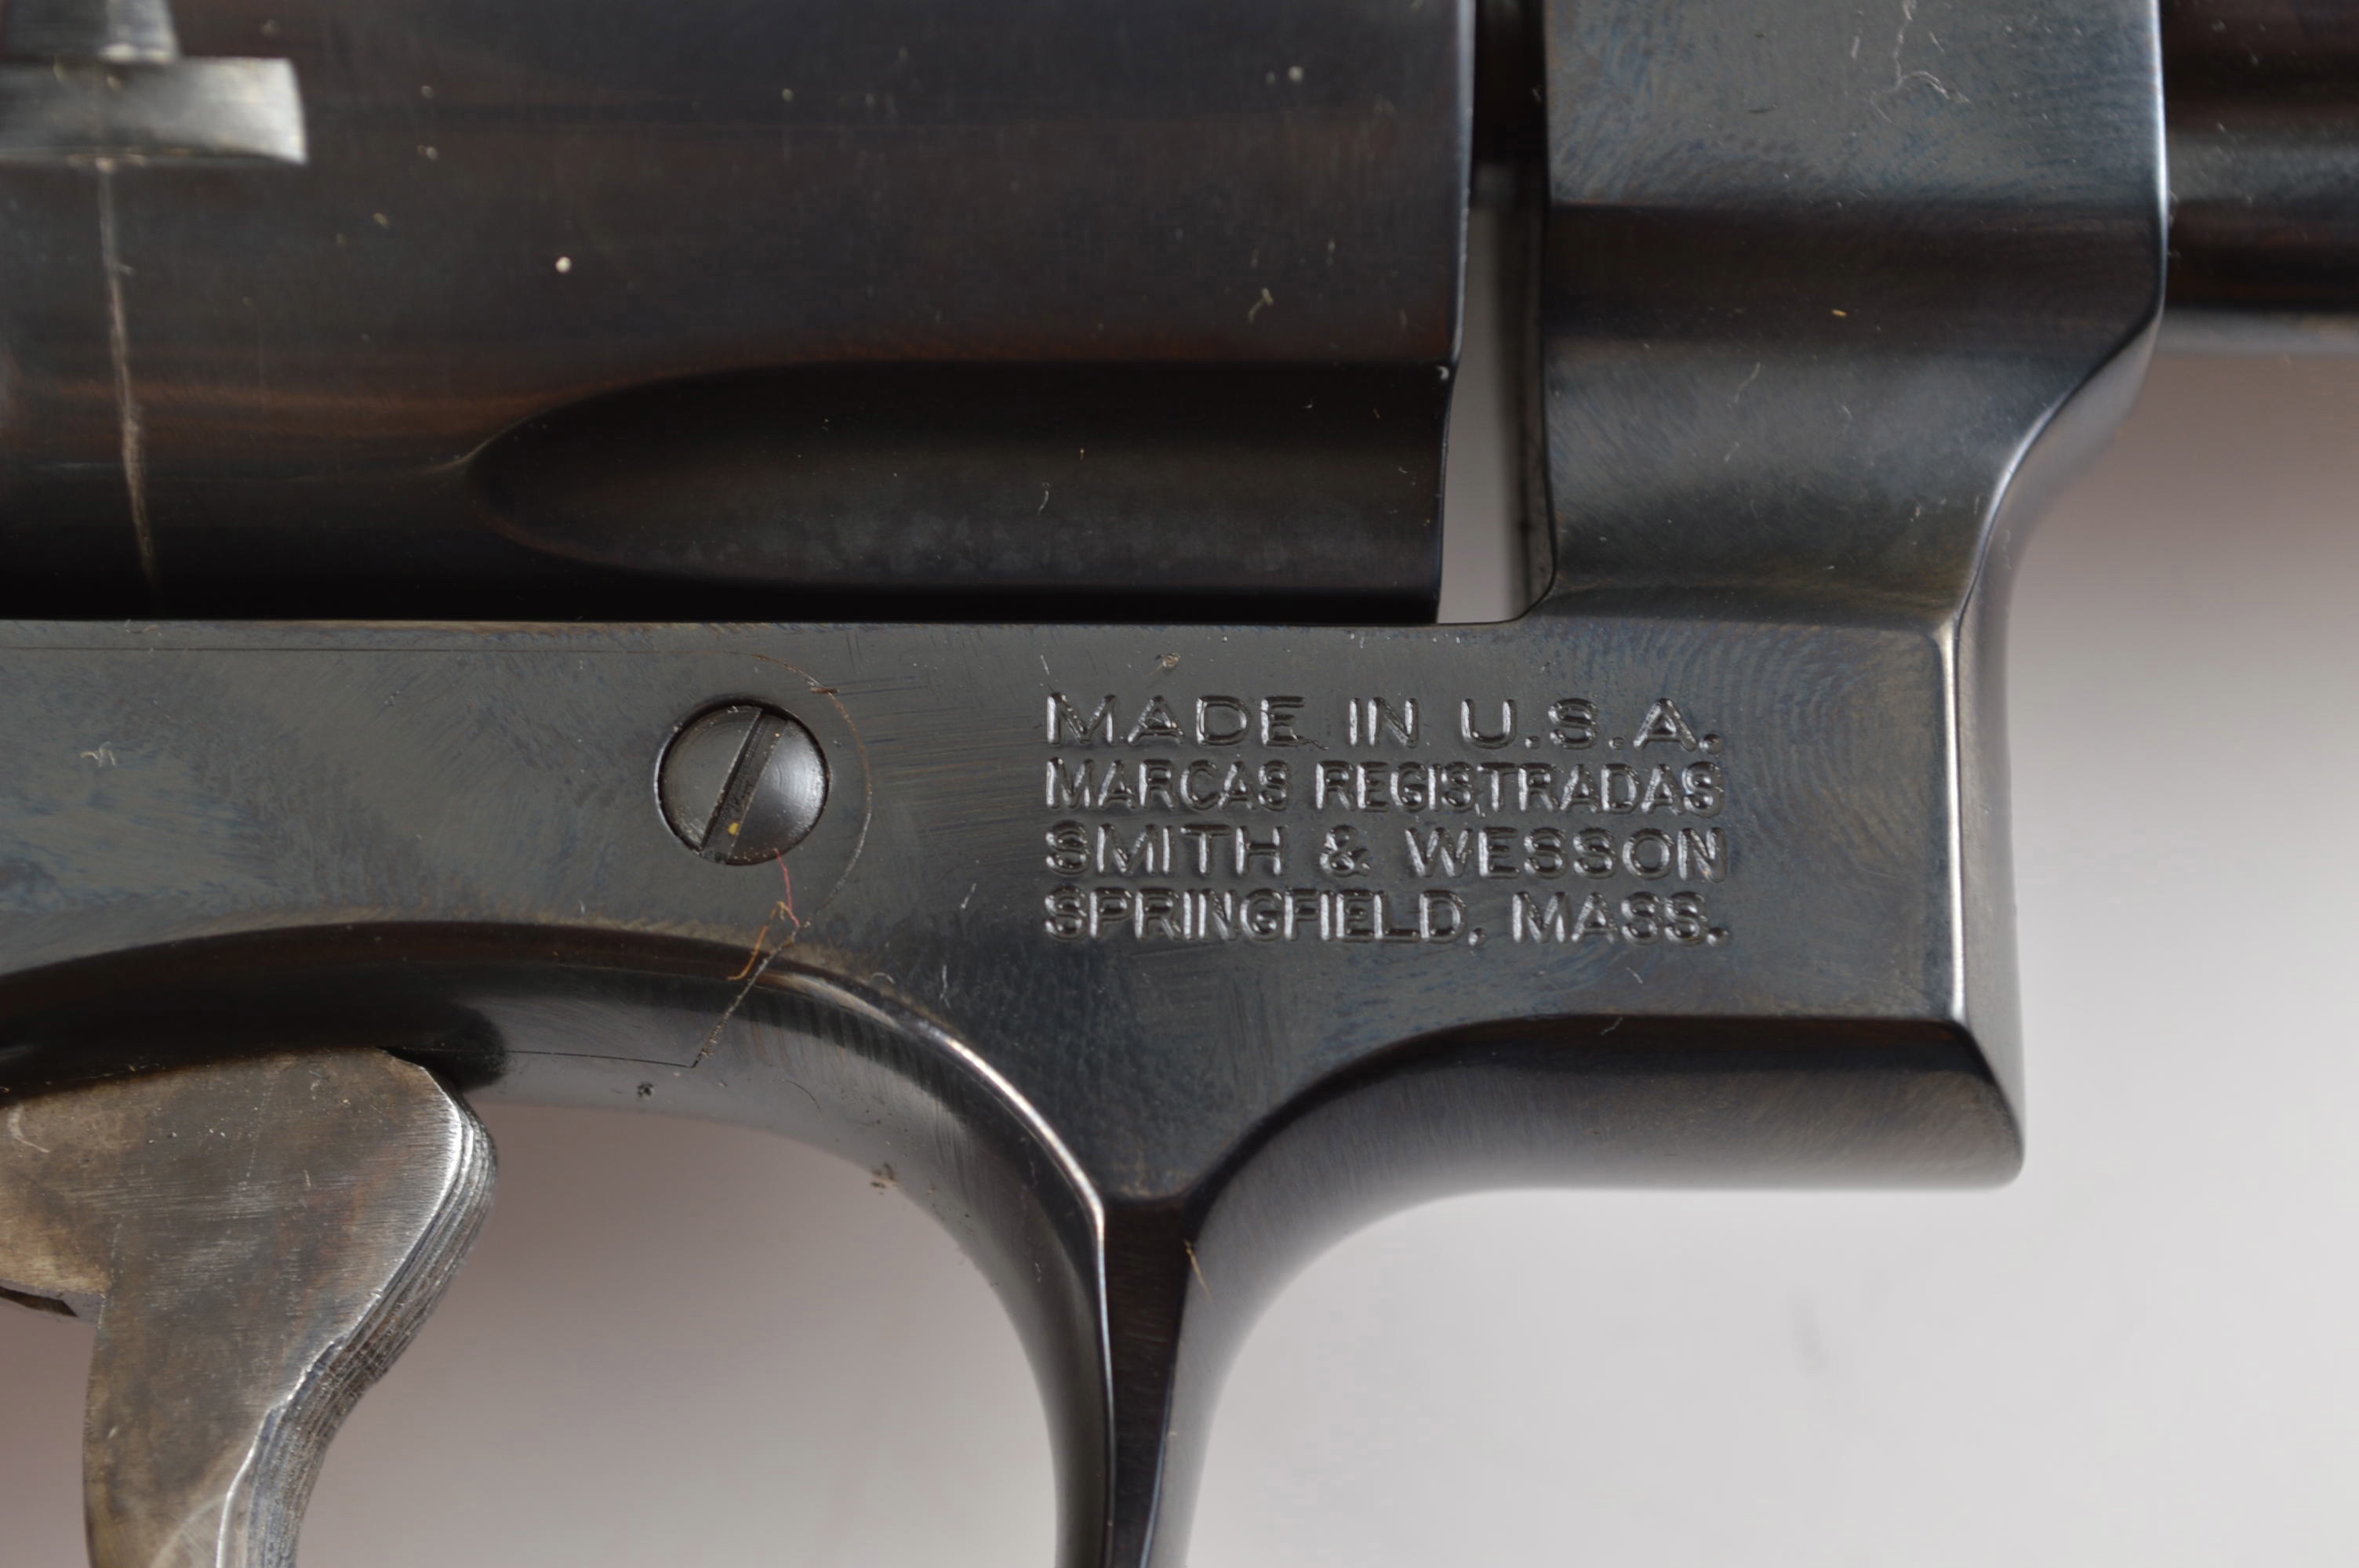 MADE IN U.S.A.
MARCAS REGISTRADAS
SMITH & WESSON
SPRINGFIELD, MASS.